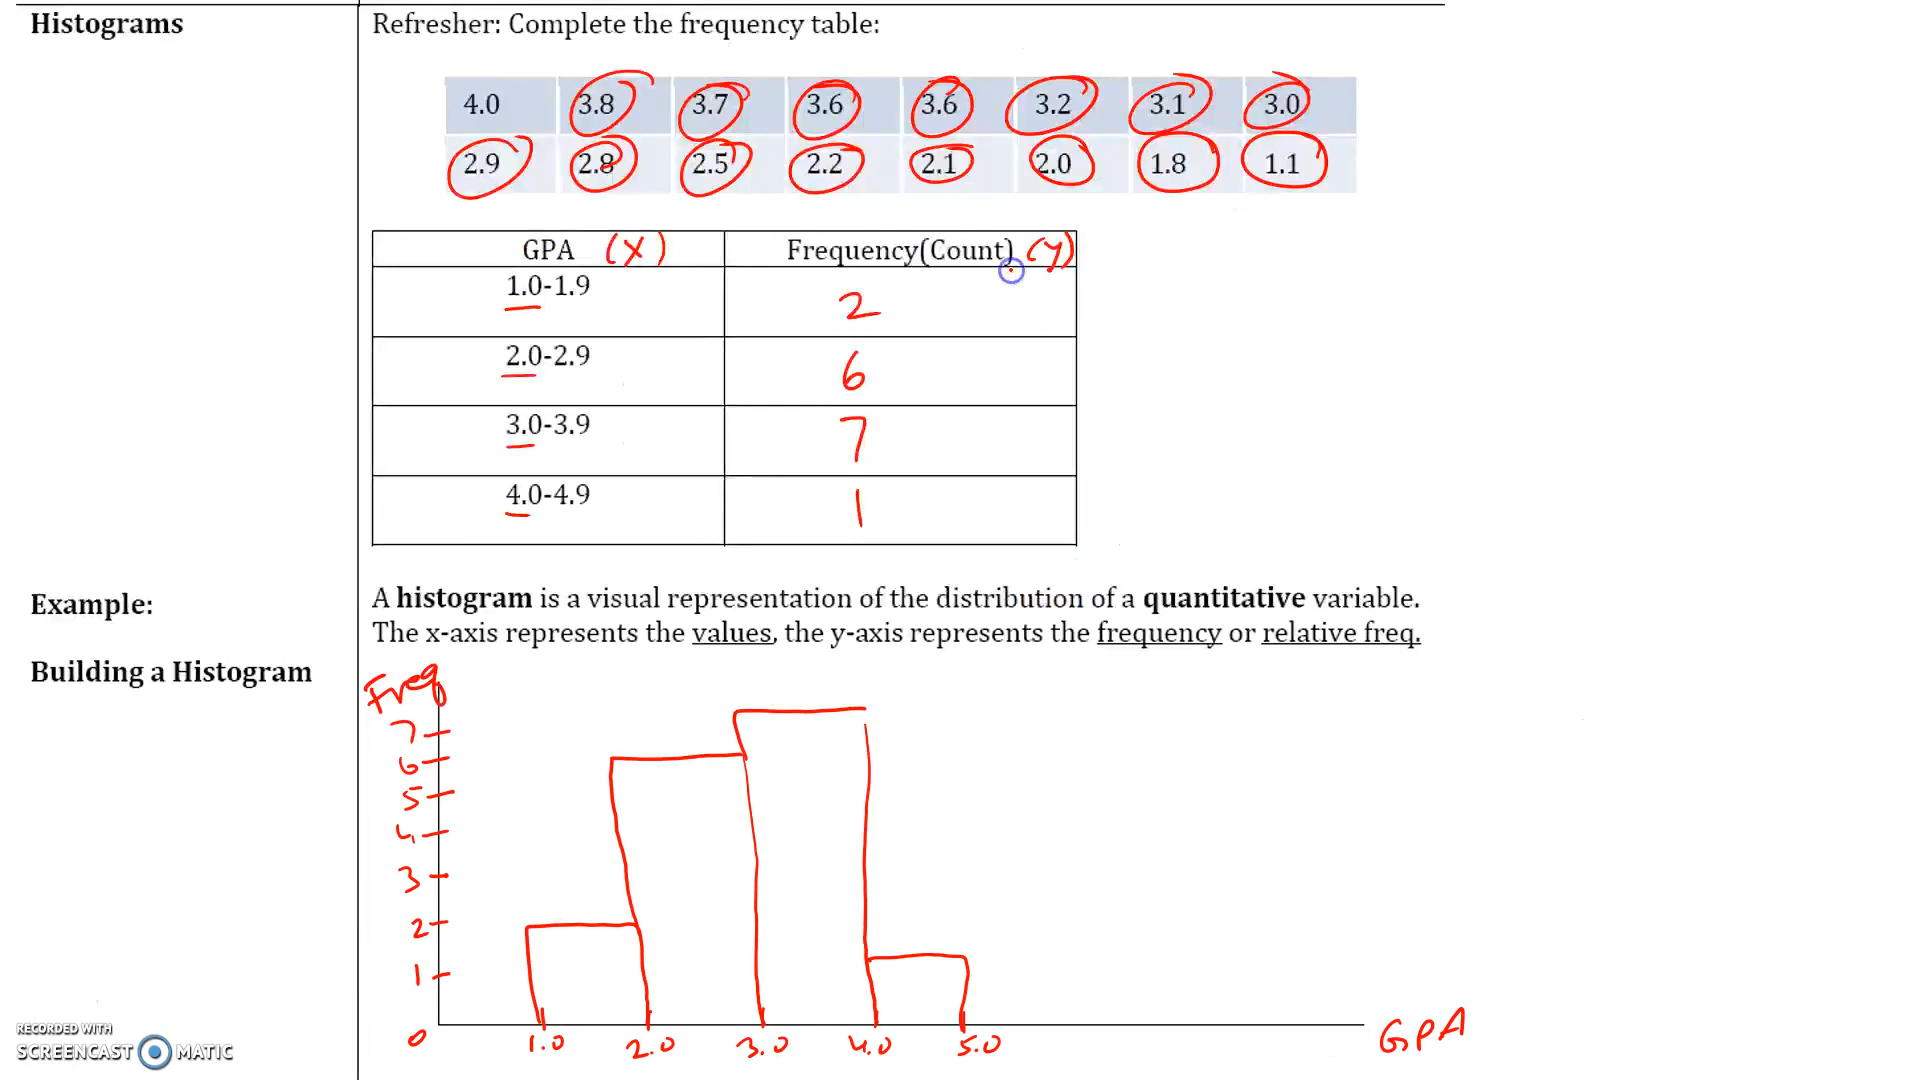 Histograms
Refresher: Complete the frequency table:
4.0 3.8 3.7 3.6 3.6 3.2 3.1 3.0
2.9 2.8 2.5 2.2 2.1 2.0 1.8 1.1
GPA (X) Frequency(Count) (Y)
1.0-1.9 2
2.0-2.9 6
3.0-3.9 7
4.0-4.9 1
Example:
A histogram is a visual representation of the distribution of a quantitative variable.
The x-axis represents the values, the y-axis represents the frequency or relative freq.
Building a Histogram
Freq
7
6
5
4
3
2
1
0
1.0 2.0 3.0 4.0 5.0
GPA
RECORDED WITH
SCREENCAST MATIC